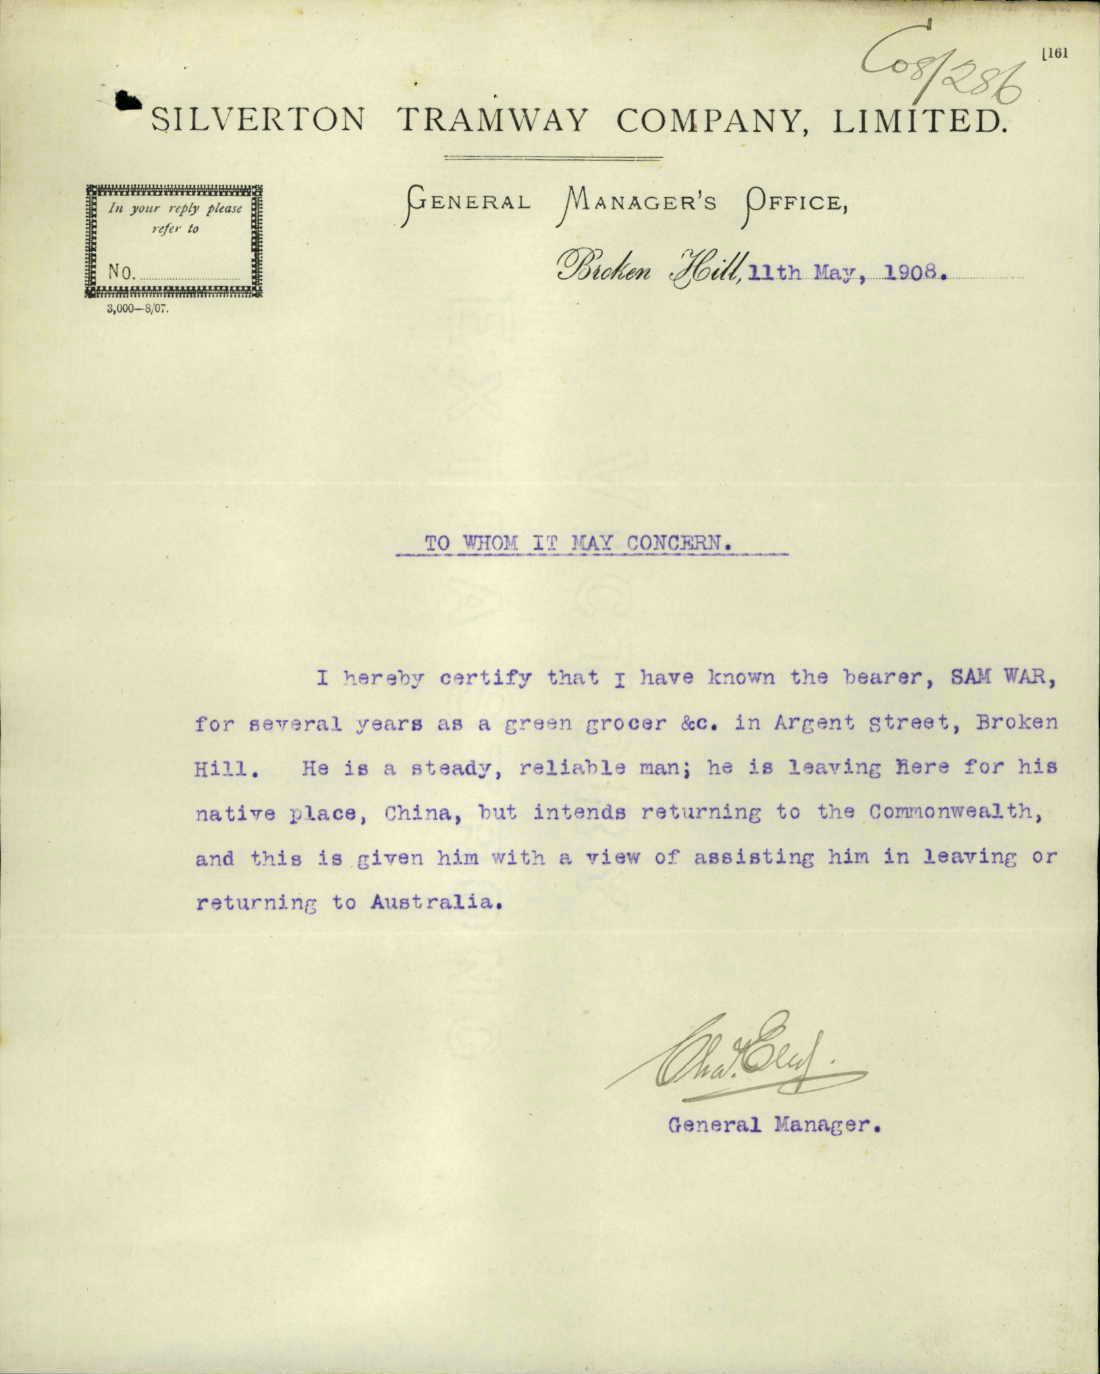 C08/286
[161
SILVERTON TRAMWAY COMPANY, LIMITED.
GENERAL MANAGER'S OFFICE,
In your reply please
refer to
No.
3,000—8/07.
Broken Hill, 11th May, 1908.
TO WHOM IT MAY CONCERN.
I hereby certify that I have known the bearer, SAM WAR,
for several years as a green grocer &c. in Argent street, Broken
Hill. He is a steady, reliable man; he is leaving here for his
native place, China, but intends returning to the Commonwealth,
and this is given him with a view of assisting him in leaving or
returning to Australia.
General Manager.